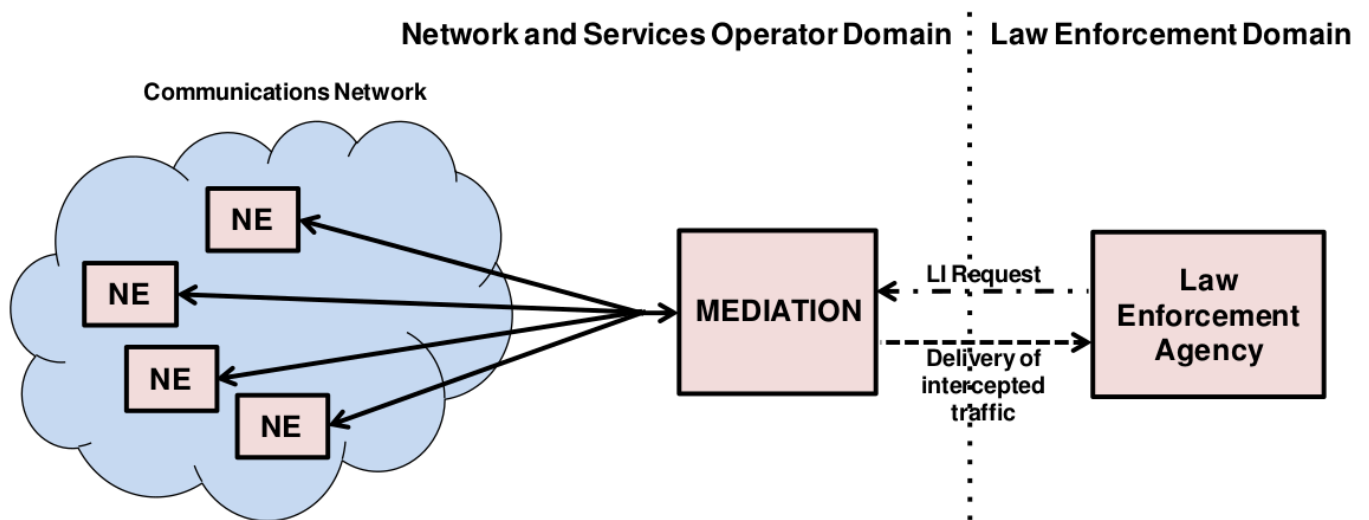 Network and Services Operator Domain
Law Enforcement Domain
Communications Network
NE
NE
NE
NE
MEDIATION
LI Request
Delivery of
intercepted
traffic
Law
Enforcement
Agency